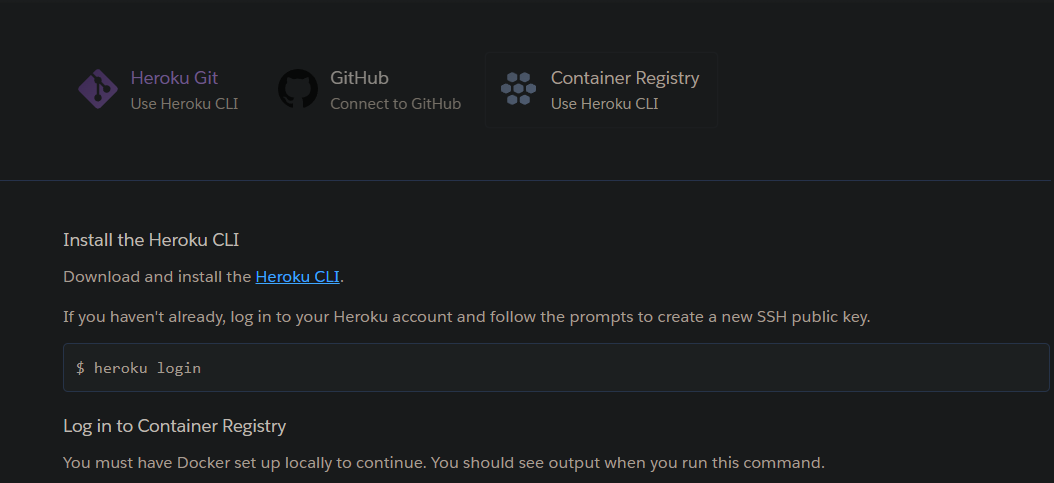 Heroku Git
Use Heroku CLI
GitHub
Connect to GitHub
Container Registry
Use Heroku CLI
Install the Heroku CLI
Download and install the Heroku CLI.
If you haven't already, log in to your Heroku account and follow the prompts to create a new SSH public key.
$ heroku login
Log in to Container Registry
You must have Docker set up locally to continue. You should see output when you run this command.